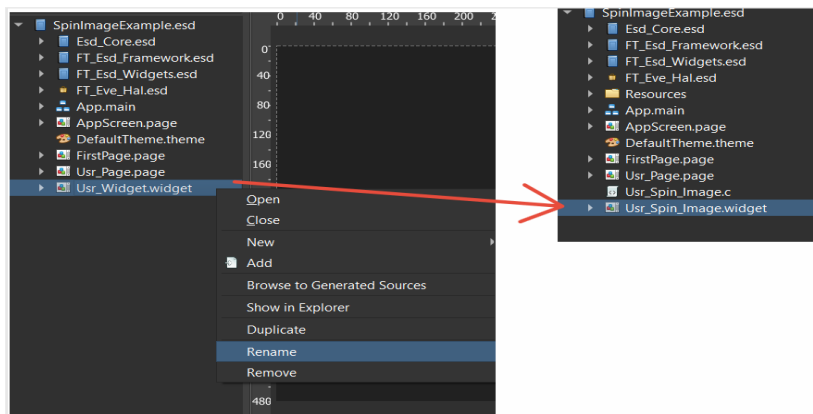 SpinImageExample.esd
Esd_Core.esd
FT_Esd_Framework.esd
FT_Esd_Widgets.esd
FT_Eve_Hal.esd
App.main
AppScreen.page
DefaultTheme.theme
FirstPage.page
Usr_Page.page
Usr_Widget.widget
0 40 80 120 160 200
0
40
80
120
160
480
Open
Close
New
Add
Browse to Generated Sources
Show in Explorer
Duplicate
Rename
Remove
SpinImageExample.esd
Esd_Core.esd
FT_Esd_Framework.esd
FT_Esd_Widgets.esd
FT_Eve_Hal.esd
Resources
App.main
AppScreen.page
DefaultTheme.theme
FirstPage.page
Usr_Page.page
Usr_Spin_Image.c
Usr_Spin_Image.widget